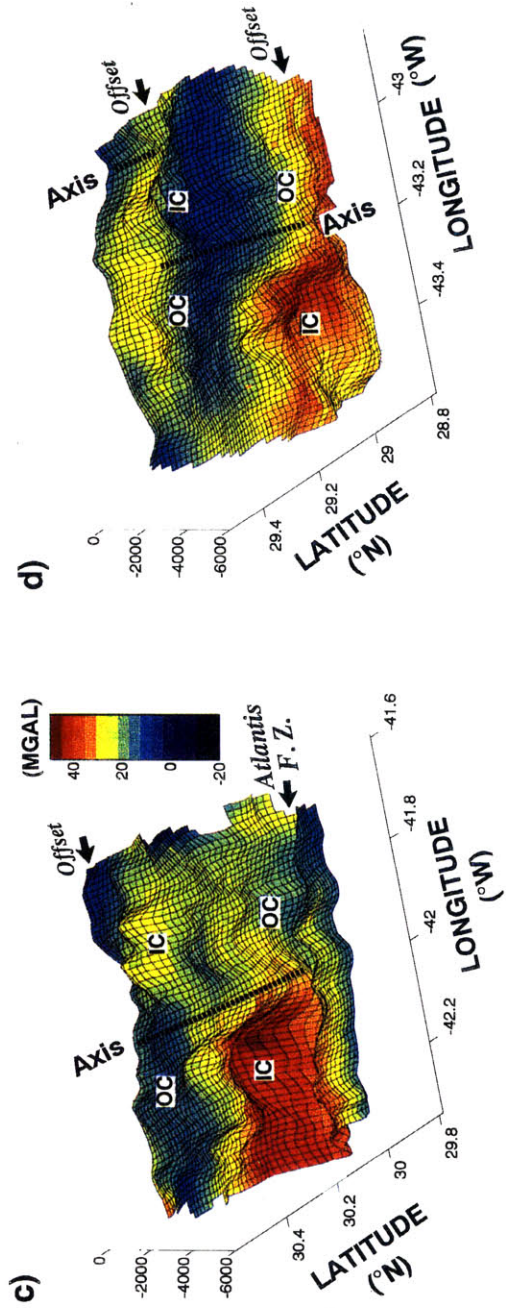 c)
0
-2000
-4000
-6000
30.4
30.2
30
29.8
LATITUDE
(°N)
-42.2
-42
-41.8
-41.6
LONGITUDE
(°W)
Axis
OC
IC
IC
OC
Offset
Atlantis
F. Z.
(MGAL)
40
20
0
-20
d)
0
-2000
-4000
-6000
29.4
29.2
29
28.8
LATITUDE
(°N)
-43.4
-43.2
-43
LONGITUDE (°W)
Axis
Offset
IC
OC
OC
IC
Axis
Offset